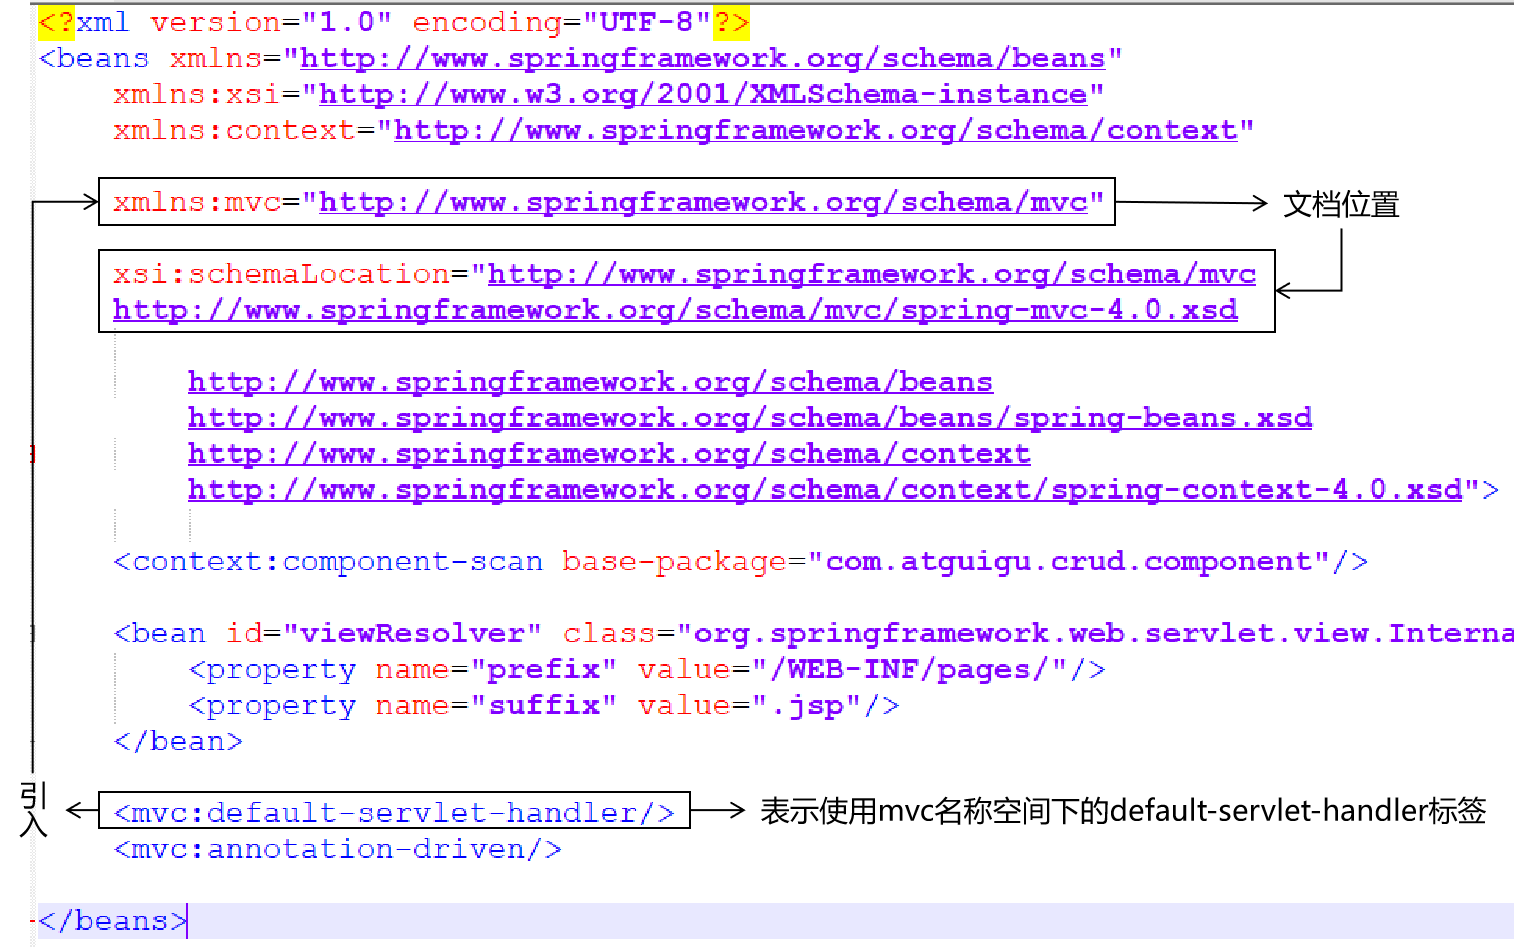 <?xml version="1.0" encoding="UTF-8"?>
<beans xmlns="http://www.springframework.org/schema/beans"
xmlns:xsi="http://www.w3.org/2001/XMLSchema-instance"
xmlns:context="http://www.springframework.org/schema/context"
xmlns:mvc="http://www.springframework.org/schema/mvc"
文档位置
xsi:schemaLocation="http://www.springframework.org/schema/mvc
http://www.springframework.org/schema/mvc/spring-mvc-4.0.xsd
http://www.springframework.org/schema/beans
http://www.springframework.org/schema/beans/spring-beans.xsd
http://www.springframework.org/schema/context
http://www.springframework.org/schema/context/spring-context-4.0.xsd">
<context:component-scan base-package="com.atguigu.crud.component"/>
<bean id="viewResolver" class="org.springframework.web.servlet.view.Interna
<property name="prefix" value="/WEB-INF/pages/"/>
<property name="suffix" value=".jsp"/>
</bean>
引入
<mvc:default-servlet-handler/>
表示使用mvc名称空间下的default-servlet-handler标签
<mvc:annotation-driven/>
</beans>